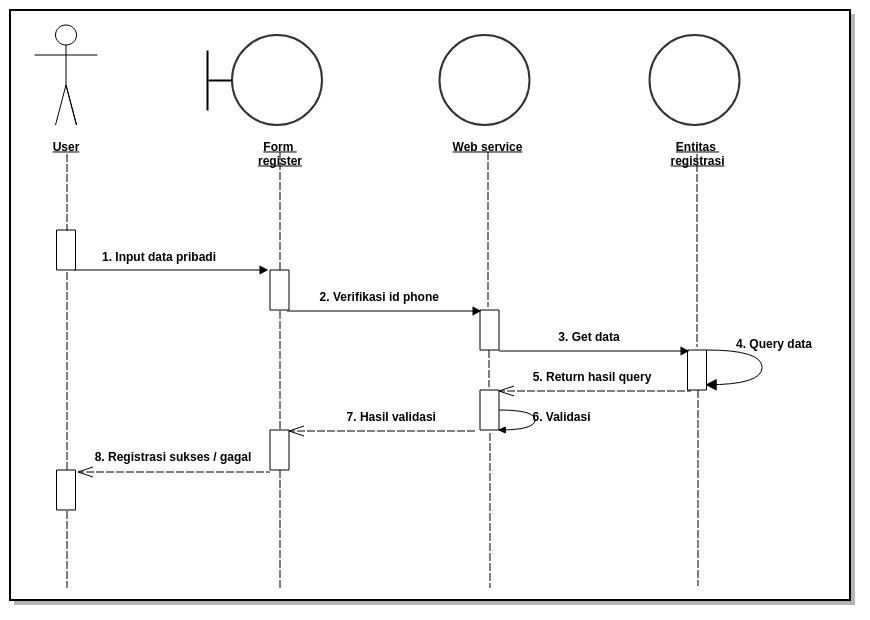 User
Form
register
Web service
Entitas
registrasi
1. Input data pribadi
2. Verifikasi id phone
3. Get data
4. Query data
5. Return hasil query
6. Validasi
7. Hasil validasi
8. Registrasi sukses / gagal